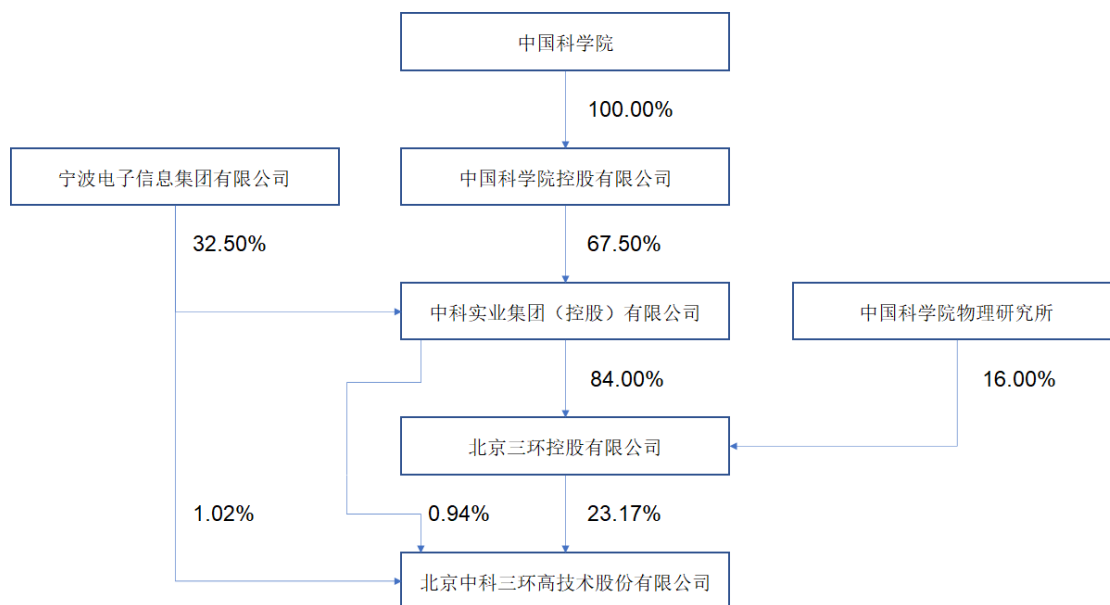 中国科学院
100.00%
宁波电子信息集团有限公司
中国科学院控股有限公司
32.50%
67.50%
中科实业集团（控股）有限公司
中国科学院物理研究所
84.00%
16.00%
北京三环控股有限公司
1.02%
0.94%
23.17%
北京中科三环高技术股份有限公司